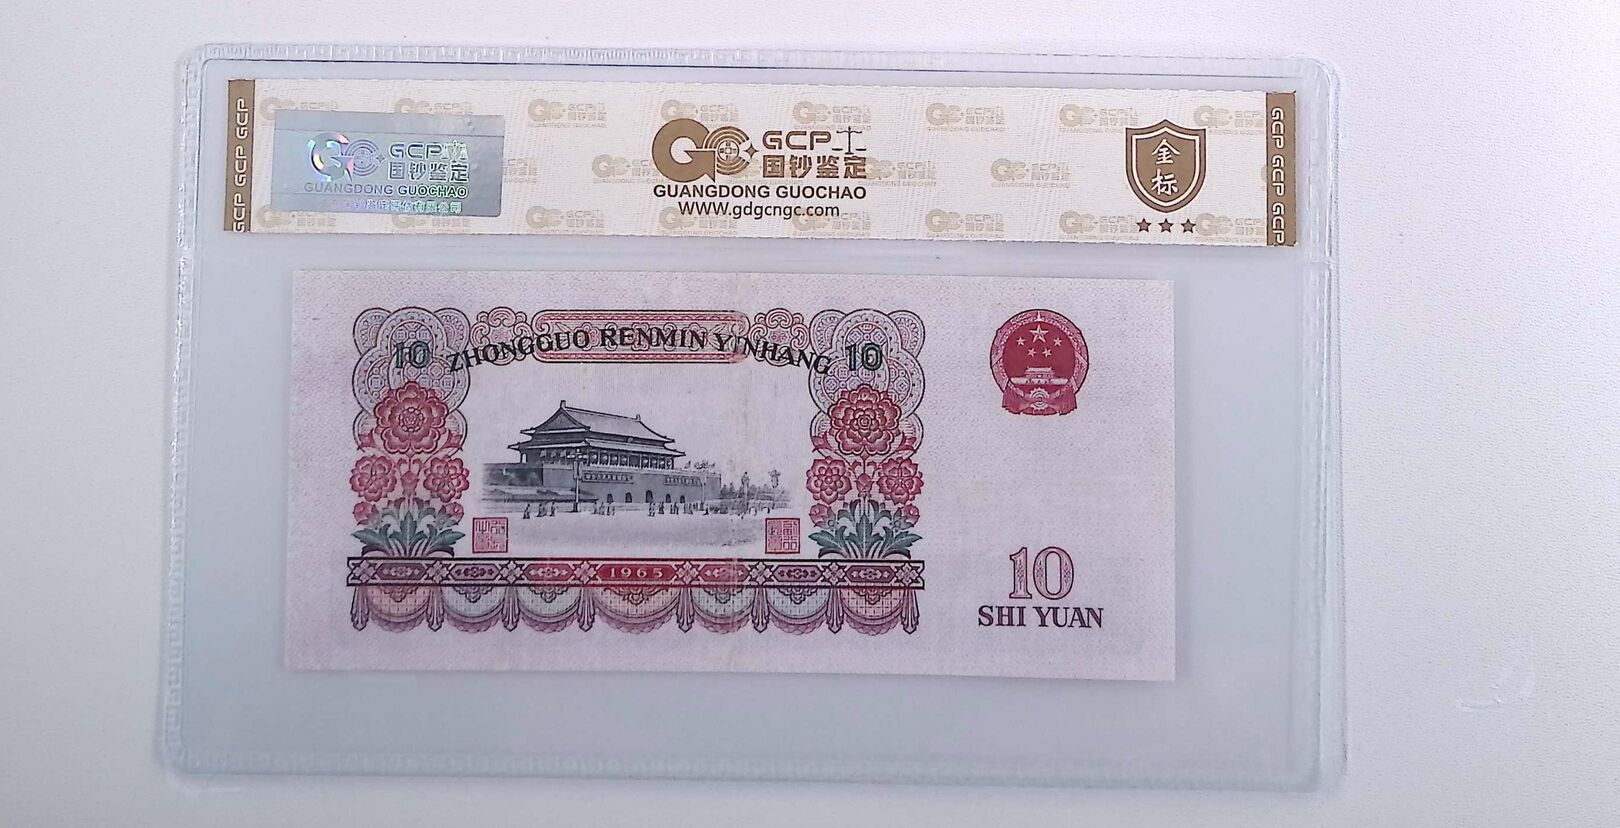 GCP GCP GCP
GCP
国钞鉴定
GUANGDONG GUOCHAO
GCP
国钞鉴定
GUANGDONG GUOCHAO
www.gdgcngc.com
金
标
GCP GCP GCP
10 ZHONGGUO RENMIN YINHANG 10
1965
10
SHI YUAN